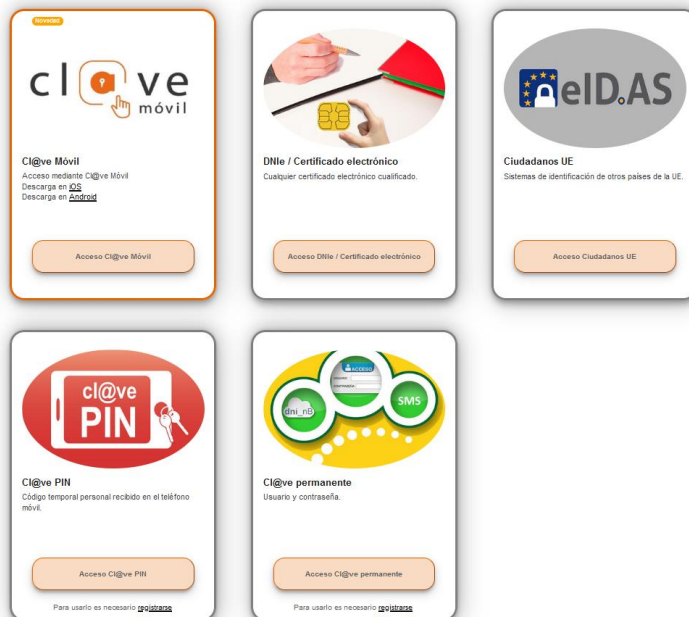 Novedad
cl@ve
móvil
Cl@ve Móvil
Acceso mediante Cl@ve Móvil
Descarga en iOS
Descarga en Android
Acceso Cl@ve Móvil
DNIe / Certificado electrónico
Cualquier certificado electrónico cualificado.
Acceso DNIe / Certificado electrónico
eID.AS
Ciudadanos UE
Sistemas de identificación de otros países de la UE.
Acceso Ciudadanos UE
cl@ve
PIN
Cl@ve PIN
Código temporal personal recibido en el teléfono
móvil.
Acceso Cl@ve PIN
Para usarlo es necesario registrarse
ACCESO
dni_nB
SMS
Cl@ve permanente
Usuario y contraseña.
Acceso Cl@ve permanente
Para usarlo es necesario registrarse